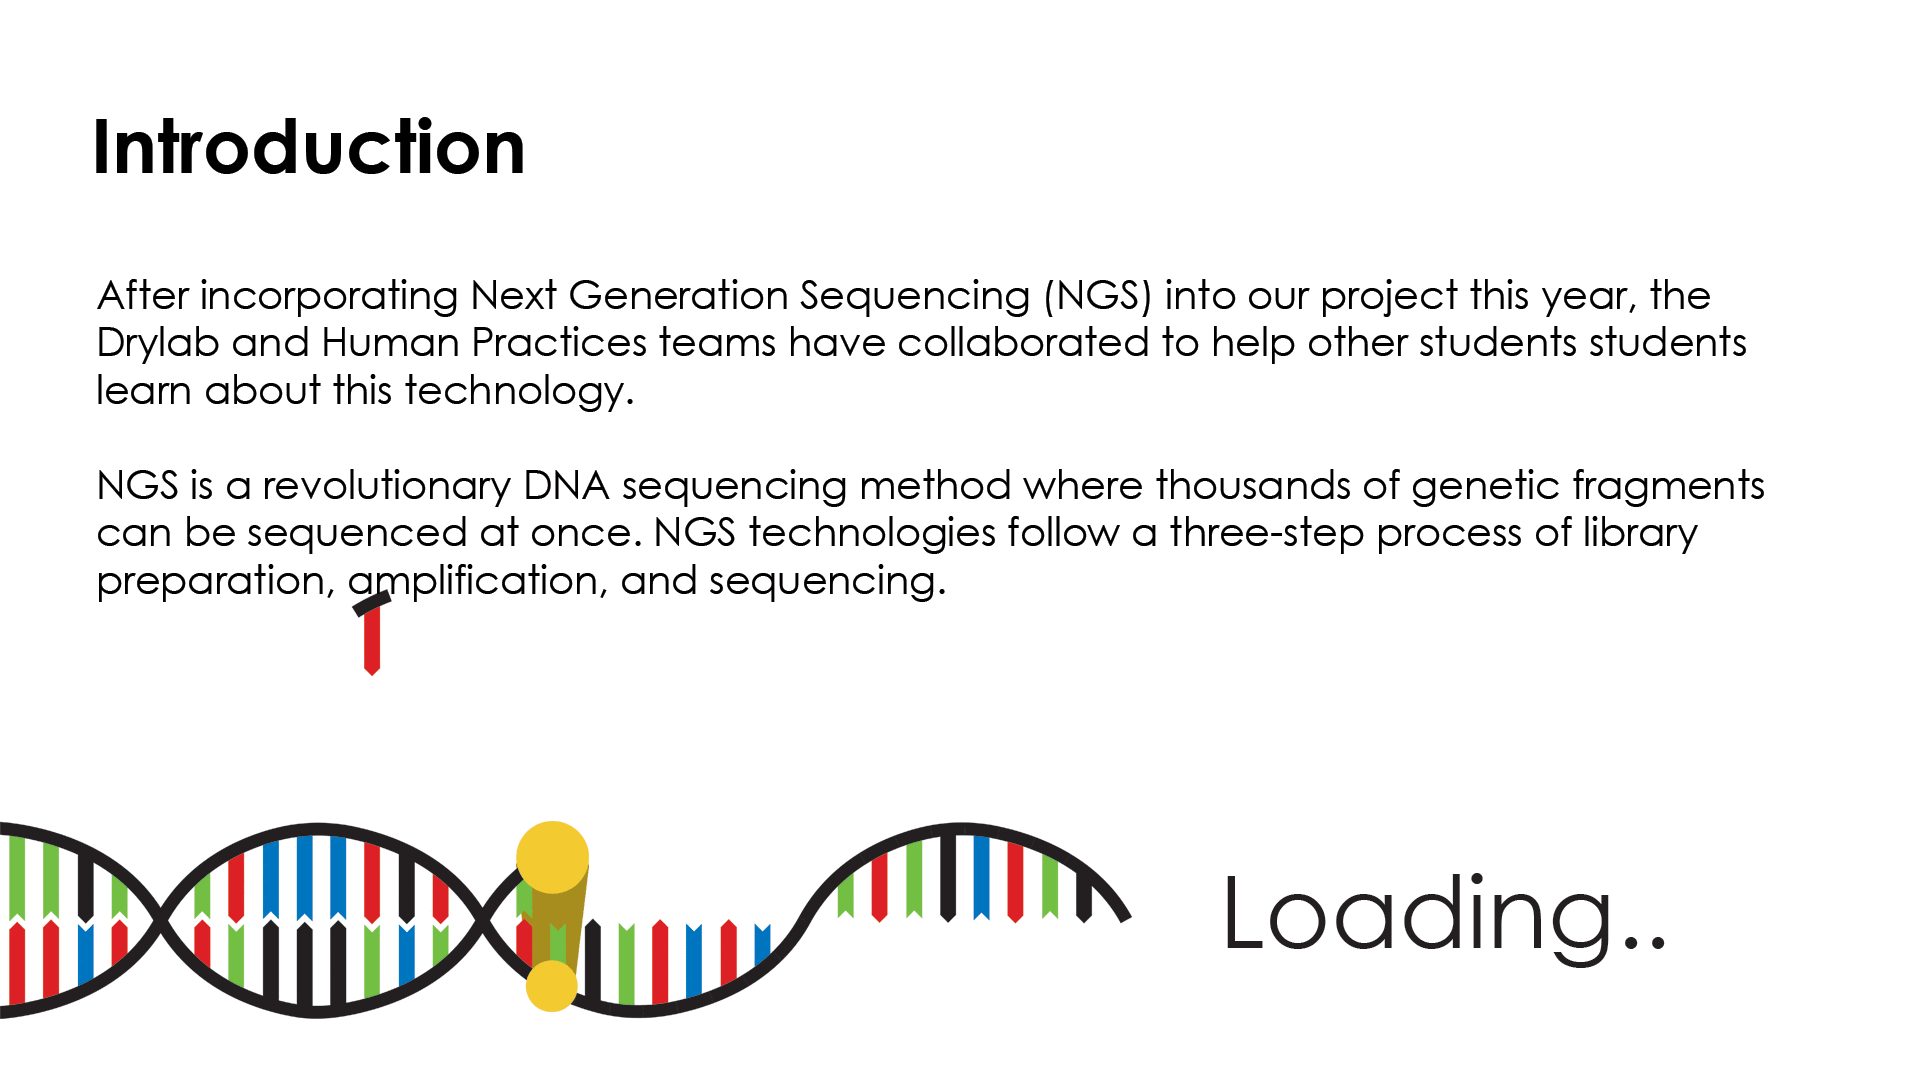 Introduction
After incorporating Next Generation Sequencing (NGS) into our project this year, the
Drylab and Human Practices teams have collaborated to help other students students
learn about this technology.
NGS is a revolutionary DNA sequencing method where thousands of genetic fragments
can be sequenced at once. NGS technologies follow a three-step process of library
preparation, amplification, and sequencing.
Loading..